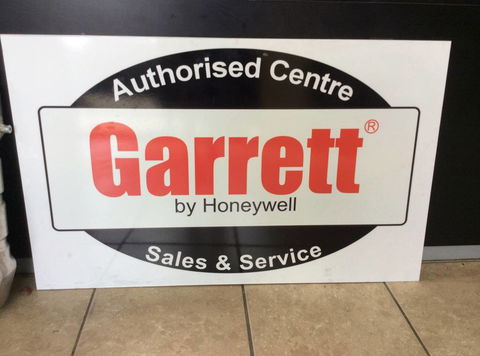 Authorised Centre
Garrett®
by Honeywell
Sales & Service